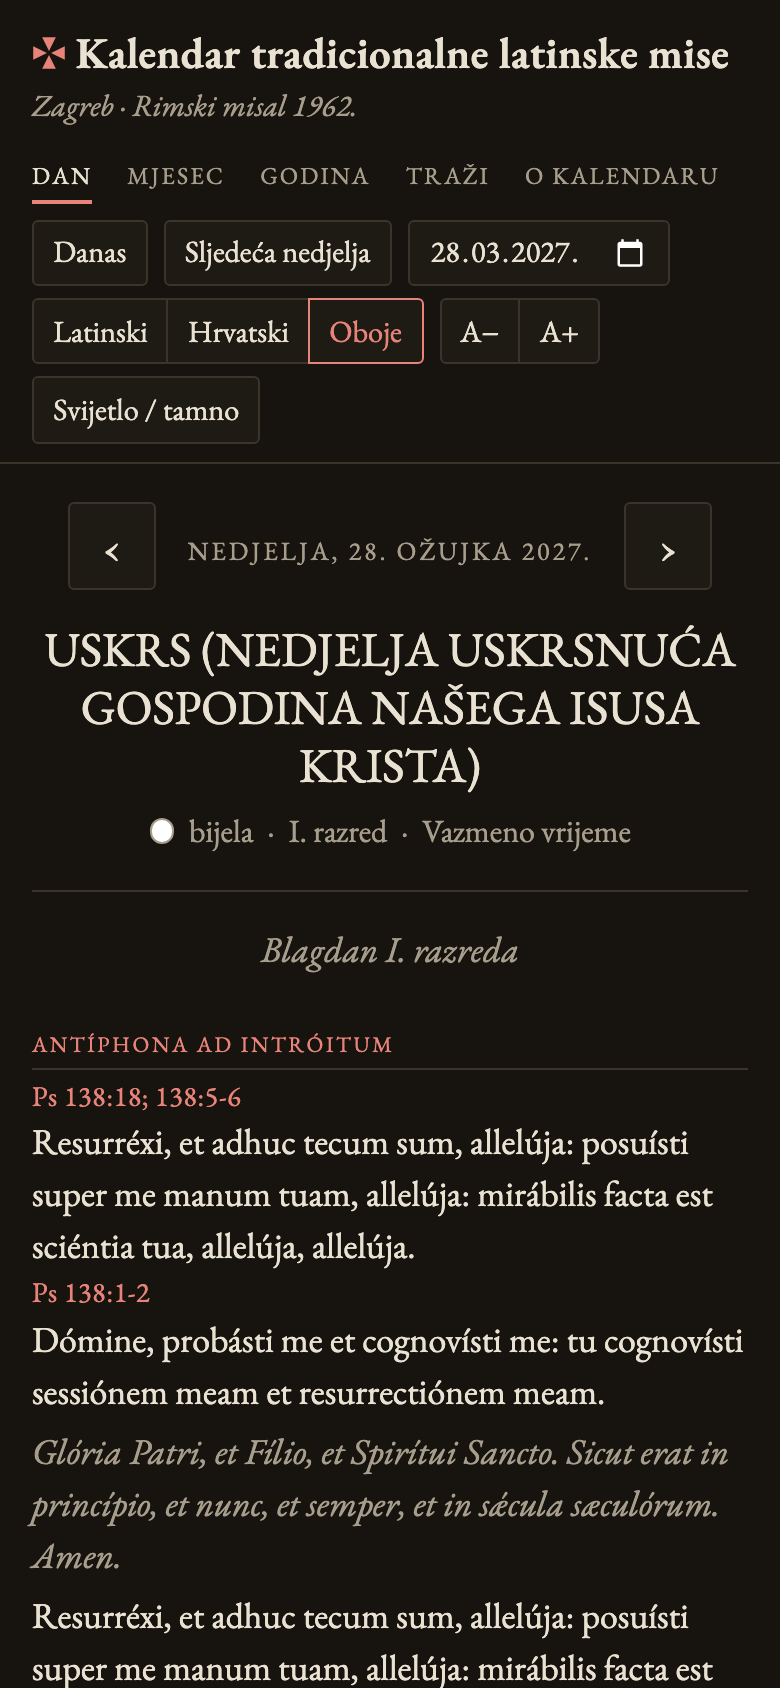 Kalendar tradicionalne latinske mise
Zagreb · Rimski misal 1962.
DAN MJESEC GODINA TRAŽI O KALENDARU
Danas Sljedeća nedjelja 28.03.2027.
Latinski Hrvatski Oboje A− A+
Svijetlo / tamno
‹ NEDJELJA, 28. OŽUJKA 2027. ›
USKRS (NEDJELJA USKRSNUĆA
GOSPODINA NAŠEGA ISUSA
KRISTA)
bijela · I. razred · Vazmeno vrijeme
Blagdan I. razreda
ANTÍPHONA AD INTRÓITUM
Ps 138:18; 138:5-6
Resurréxi, et adhuc tecum sum, allelúja: posuísti
super me manum tuam, allelúja: mirábilis facta est
sciéntia tua, allelúja, allelúja.
Ps 138:1-2
Dómine, probásti me et cognovísti me: tu cognovísti
sessiónem meam et resurrectiónem meam.
Glória Patri, et Fílio, et Spirítui Sancto. Sicut erat in
princípio, et nunc, et semper, et in sǽcula sæculórum.
Amen.
Resurréxi, et adhuc tecum sum, allelúja: posuísti
super me manum tuam, allelúja: mirábilis facta est